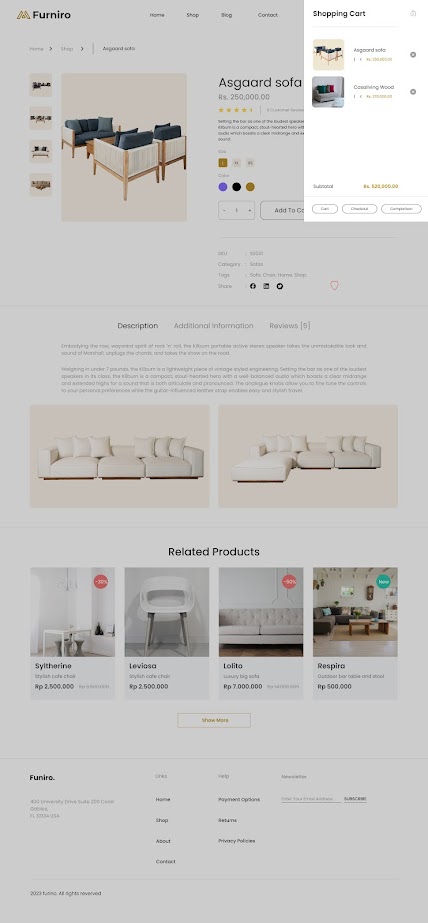 Furniro
Home
Shop
Blog
Contact
Shopping Cart
Home
Shop
Asgaard sofa
Asgaard sofa
1 X Rs. 250,000.00
Casaliving Wood
1 X Rs. 270,000.00
Subtotal
Rs. 520,000.00
Cart
Checkout
Comparison
Asgaard sofa
Rs. 250,000.00
5 Customer Review
Setting the bar as one of the loudest speakers
Kilburn is a compact, stout-hearted hero with
audio which boasts a clear midrange and ex
sound.
Size
L
XL
XS
Color
- 1 +
Add To Ca
SKU : SS001
Category : Sofas
Tags : Sofa, Chair, Home, Shop
Share :
Description
Additional Information
Reviews [5]
Embodying the raw, wayward spirit of rock 'n' roll, the Kilburn portable active stereo speaker takes the unmistakable look and
sound of Marshall, unplugs the chords, and takes the show on the road.
Weighing in under 7 pounds, the Kilburn is a lightweight piece of vintage styled engineering. Setting the bar as one of the loudest
speakers in its class, the Kilburn is a compact, stout-hearted hero with a well-balanced audio which boasts a clear midrange
and extended highs for a sound that is both articulate and pronounced. The analogue knobs allow you to fine tune the controls
to your personal preferences while the guitar-influenced leather strap enables easy and stylish travel.
Related Products
-30%
-50%
New
Syltherine
Stylish cafe chair
Rp 2.500.000
Rp 3.500.000
Leviosa
Stylish cafe chair
Rp 2.500.000
Lolito
Luxury big sofa
Rp 7.000.000
Rp 14.000.000
Respira
Outdoor bar table and stool
Rp 500.000
Show More
Funiro.
Links
Help
Newsletter
400 University Drive Suite 200 Coral
Gables,
FL 33134 USA
Home
Shop
About
Contact
Payment Options
Returns
Privacy Policies
Enter Your Email Address
SUBSCRIBE
2023 furino. All rights reverved